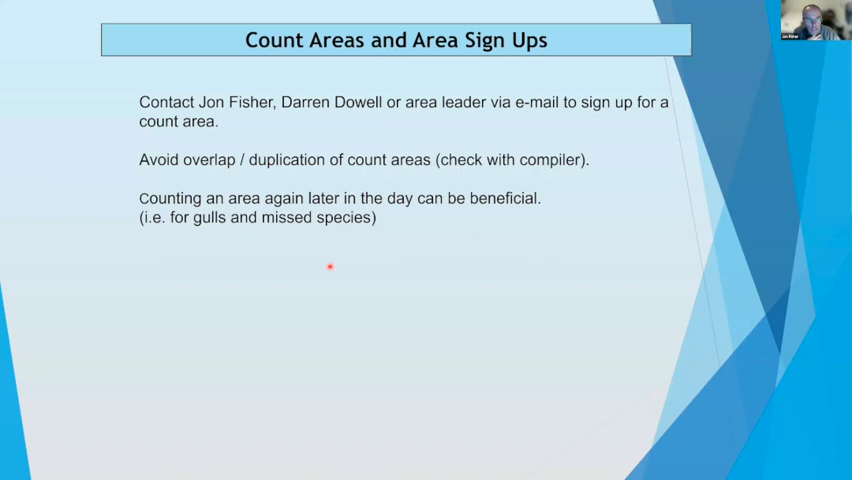 Count Areas and Area Sign Ups
Contact Jon Fisher, Darren Dowell or area leader via e-mail to sign up for a
count area.
Avoid overlap / duplication of count areas (check with compiler).
Counting an area again later in the day can be beneficial.
(i.e. for gulls and missed species)
Jon Fisher